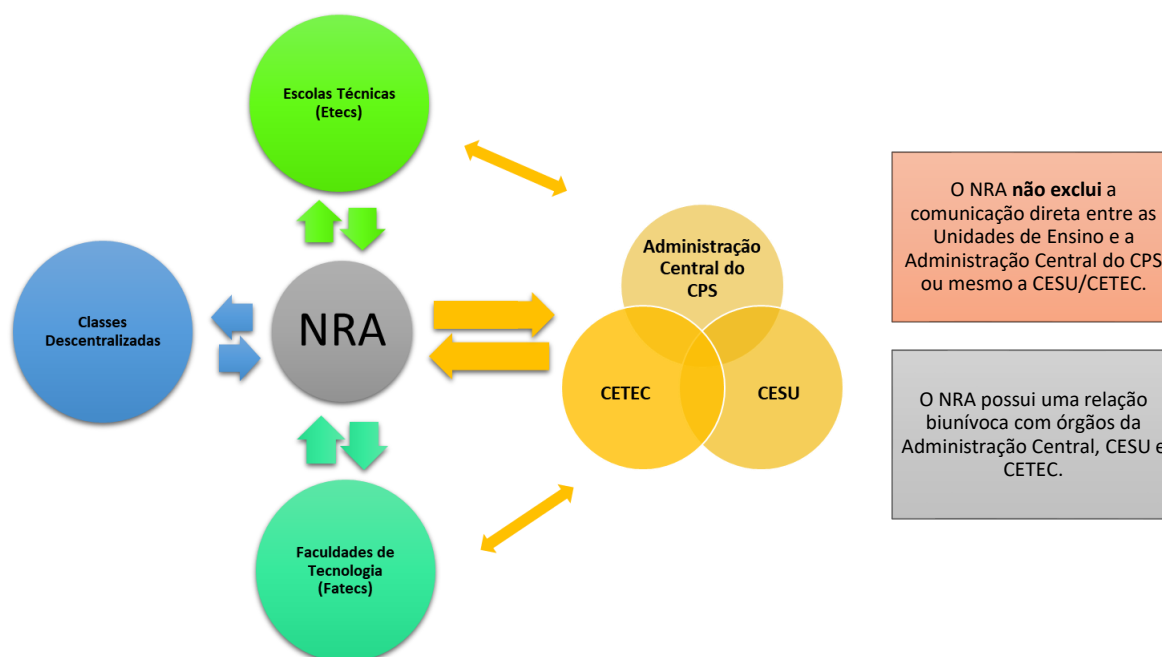 Escolas Técnicas
(Etecs)
Classes
Descentralizadas
NRA
Faculdades de
Tecnologia
(Fatecs)
Administração
Central do
CPS
CETEC
CESU
O NRA não exclui a
comunicação direta entre as
Unidades de Ensino e a
Administração Central do CPS
ou mesmo a CESU/CETEC.
O NRA possui uma relação
biunívoca com órgãos da
Administração Central, CESU e
CETEC.